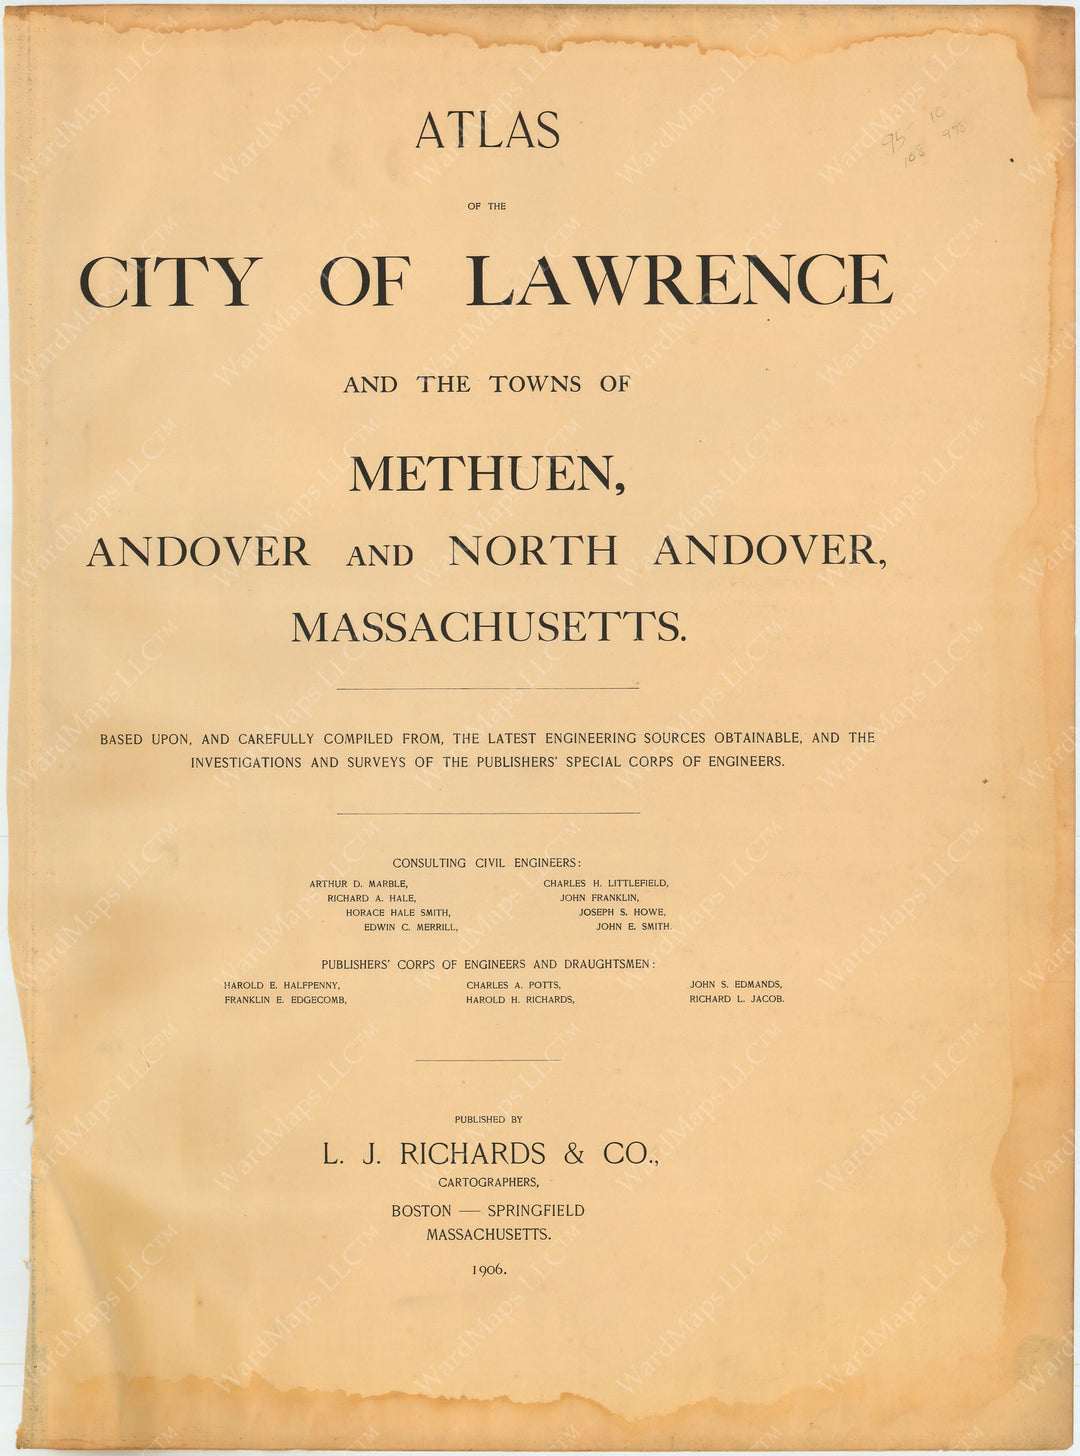 ATLAS
OF THE
CITY OF LAWRENCE
AND THE TOWNS OF
METHUEN,
ANDOVER AND NORTH ANDOVER,
MASSACHUSETTS.
BASED UPON, AND CAREFULLY COMPILED FROM, THE LATEST ENGINEERING SOURCES OBTAINABLE, AND THE
INVESTIGATIONS AND SURVEYS OF THE PUBLISHERS' SPECIAL CORPS OF ENGINEERS.
CONSULTING CIVIL ENGINEERS:
ARTHUR D. MARBLE, CHARLES H. LITTLEFIELD,
RICHARD A. HALE, JOHN FRANKLIN,
HORACE HALE SMITH, JOSEPH S. HOWE,
EDWIN C. MERRILL, JOHN E. SMITH.
PUBLISHERS' CORPS OF ENGINEERS AND DRAUGHTSMEN:
HAROLD E. HALFPENNY, CHARLES A. POTTS, JOHN S. EDMANDS,
FRANKLIN E. EDGECOMB, HAROLD H. RICHARDS, RICHARD L. JACOB.
PUBLISHED BY
L. J. RICHARDS & CO.,
CARTOGRAPHERS,
BOSTON — SPRINGFIELD
MASSACHUSETTS.
1906.
WardMaps LLC™